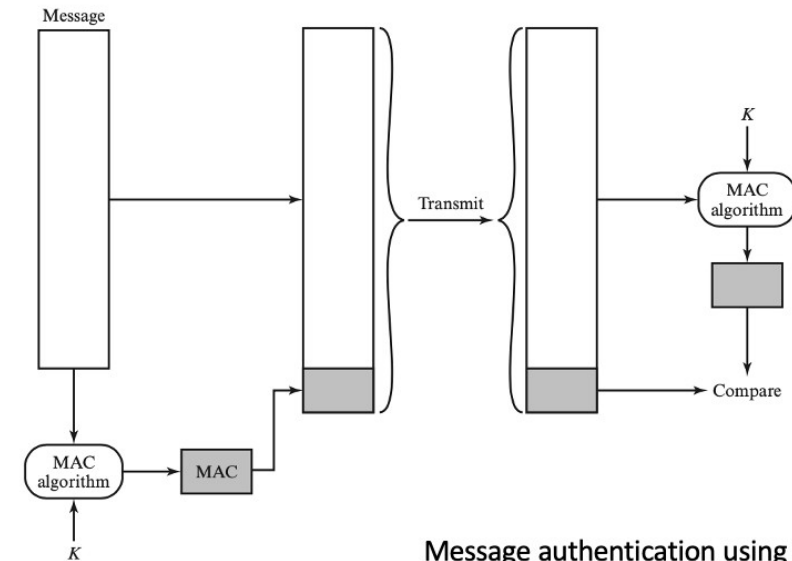 Message
K
Transmit
MAC
algorithm
Compare
MAC
algorithm
MAC
K
Message authentication using